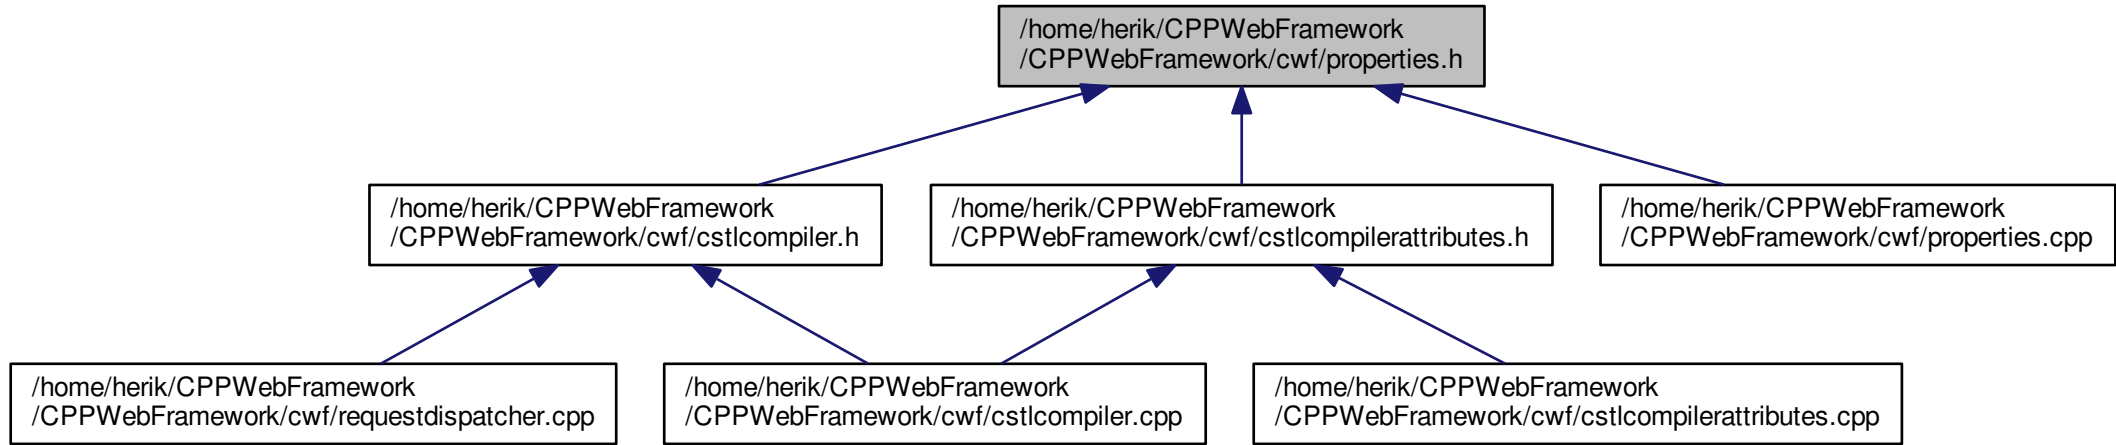 /home/herik/CPPWebFramework
/CPPWebFramework/cwf/properties.h
/home/herik/CPPWebFramework
/CPPWebFramework/cwf/cstlcompiler.h
/home/herik/CPPWebFramework
/CPPWebFramework/cwf/cstlcompilerattributes.h
/home/herik/CPPWebFramework
/CPPWebFramework/cwf/properties.cpp
/home/herik/CPPWebFramework
/CPPWebFramework/cwf/requestdispatcher.cpp
/home/herik/CPPWebFramework
/CPPWebFramework/cwf/cstlcompiler.cpp
/home/herik/CPPWebFramework
/CPPWebFramework/cwf/cstlcompilerattributes.cpp